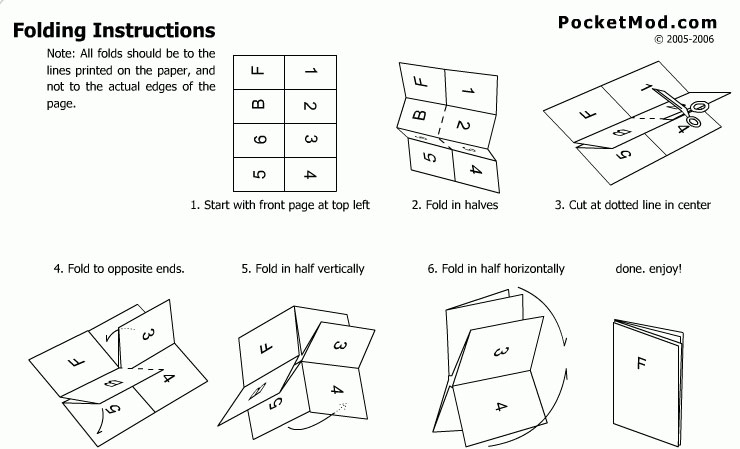 Folding Instructions
PocketMod.com
© 2005-2006
Note: All folds should be to the
lines printed on the paper, and
not to the actual edges of the
page.
F 1
B 2
6 3
5 4
F 1
B 2
5 4
F 1
B 4
5
1. Start with front page at top left
2. Fold in halves
3. Cut at dotted line in center
4. Fold to opposite ends.
5. Fold in half vertically
6. Fold in half horizontally
done. enjoy!
F 3
B 4
5
F 3
B 4
5
3
4
F